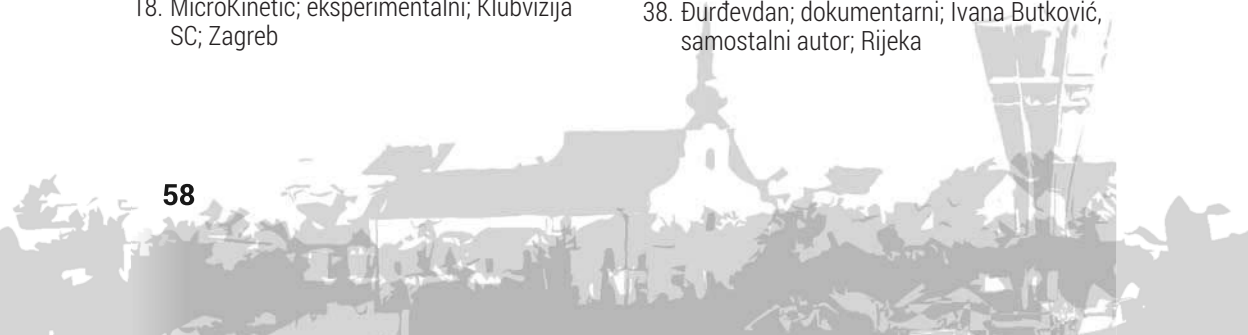 18. MicroKinetic; eksperimentalni; Klubvizija
SC; Zagreb
38. Đurđevdan; dokumentarni; Ivana Butković,
samostalni autor; Rijeka
58